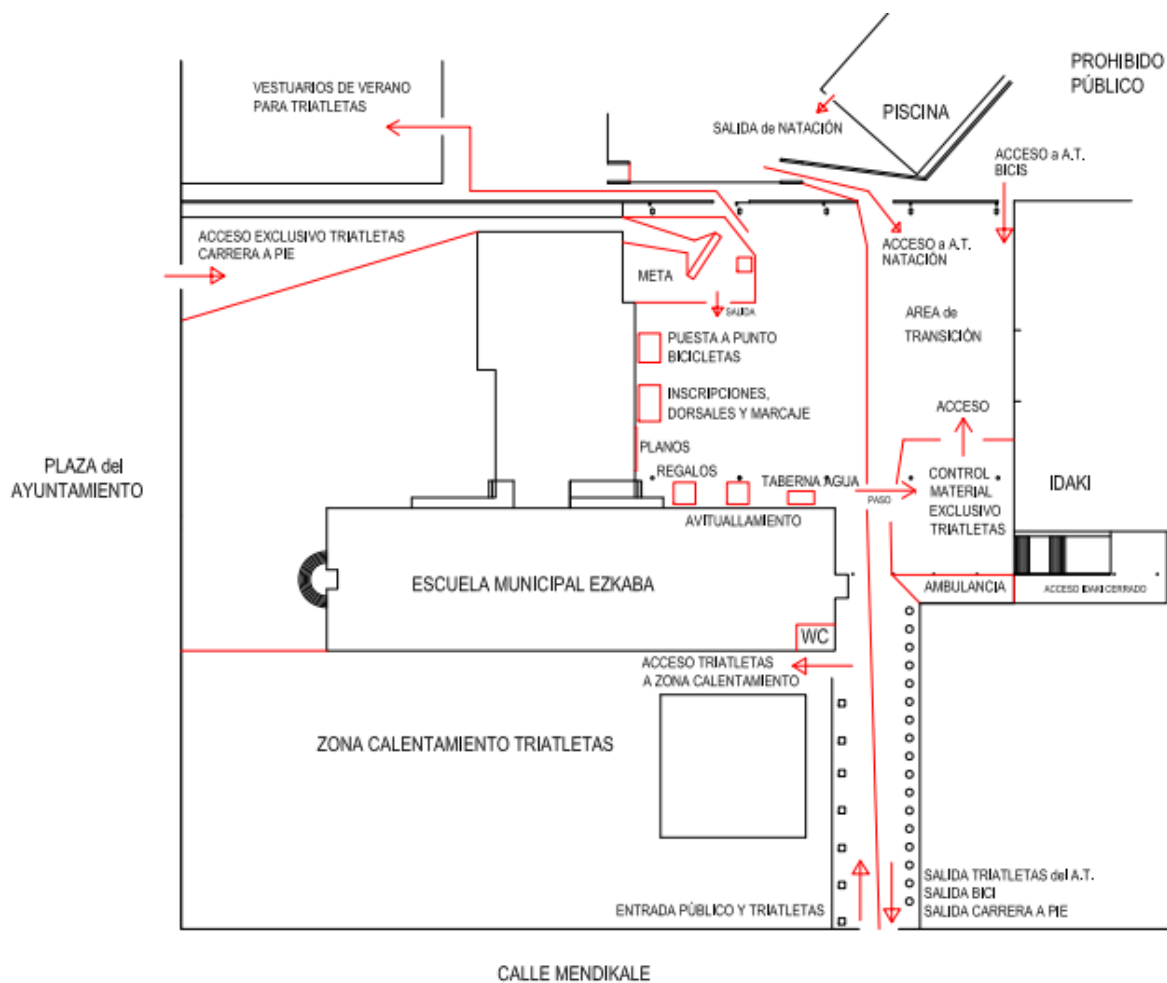 PROHIBIDO
PÚBLICO
VESTUARIOS DE VERANO
PARA TRIATLETAS
PISCINA
SALIDA de NATACIÓN
ACCESO a A.T.
BICIS
ACCESO EXCLUSIVO TRIATLETAS
CARRERA A PIE
ACCESO a A.T.
NATACIÓN
META
SALIDA
AREA de
TRANSICIÓN
PUESTA A PUNTO
BICICLETAS
INSCRIPCIONES,
DORSALES Y MARCAJE
ACCESO
PLANOS
PLAZA del
AYUNTAMIENTO
REGALOS
TABERNA AGUA
PASO
CONTROL
MATERIAL
EXCLUSIVO
TRIATLETAS
IDAKI
AVITUALLAMIENTO
ESCUELA MUNICIPAL EZKABA
AMBULANCIA
ACCESO IDAKI CERRADO
WC
ACCESO TRIATLETAS
A ZONA CALENTAMIENTO
ZONA CALENTAMIENTO TRIATLETAS
ENTRADA PÚBLICO Y TRIATLETAS
SALIDA TRIATLETAS del A.T.
SALIDA BICI
SALIDA CARRERA A PIE
CALLE MENDIKALE